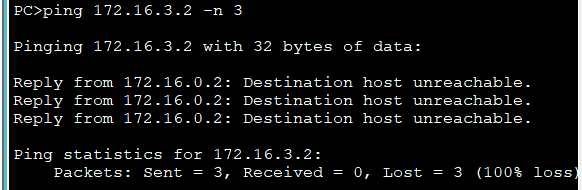 PC>ping 172.16.3.2 -n 3
Pinging 172.16.3.2 with 32 bytes of data:
Reply from 172.16.0.2: Destination host unreachable.
Reply from 172.16.0.2: Destination host unreachable.
Reply from 172.16.0.2: Destination host unreachable.
Ping statistics for 172.16.3.2:
    Packets: Sent = 3, Received = 0, Lost = 3 (100% loss)